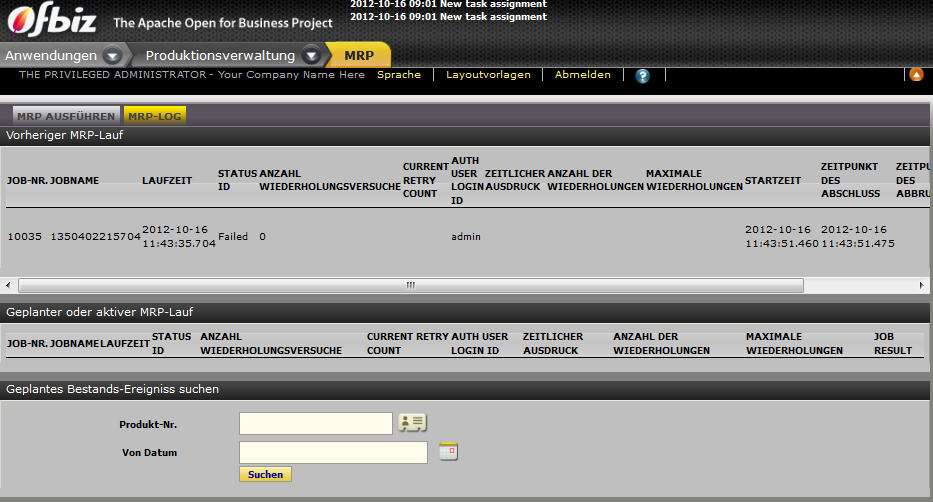 2012-10-16 09:01 New task assignment
2012-10-16 09:01 New task assignment
Ofbiz The Apache Open for Business Project
Anwendungen Produktionsverwaltung MRP
THE PRIVILEGED ADMINISTRATOR - Your Company Name Here Sprache Layoutvorlagen Abmelden ?
MRP AUSFÜHREN MRP-LOG
Vorheriger MRP-Lauf
JOB-NR. JOBNAME LAUFZEIT STATUS ID ANZAHL WIEDERHOLUNGSVERSUCHE CURRENT RETRY COUNT AUTH USER LOGIN ID ZEITLICHER AUSDRUCK ANZAHL DER WIEDERHOLUNGEN MAXIMALE WIEDERHOLUNGEN STARTZEIT ZEITPUNKT DES ABSCHLUSS ZEITPU DES ABBRU
10035 1350402215704 2012-10-16 11:43:35.704 Failed 0 admin 2012-10-16 11:43:51.460 2012-10-16 11:43:51.475
Geplanter oder aktiver MRP-Lauf
JOB-NR. JOBNAME LAUFZEIT STATUS ID ANZAHL WIEDERHOLUNGSVERSUCHE CURRENT RETRY COUNT AUTH USER LOGIN ID ZEITLICHER AUSDRUCK ANZAHL DER WIEDERHOLUNGEN MAXIMALE WIEDERHOLUNGEN JOB RESULT
Geplantes Bestands-Ereigniss suchen
Produkt-Nr.
Von Datum
Suchen